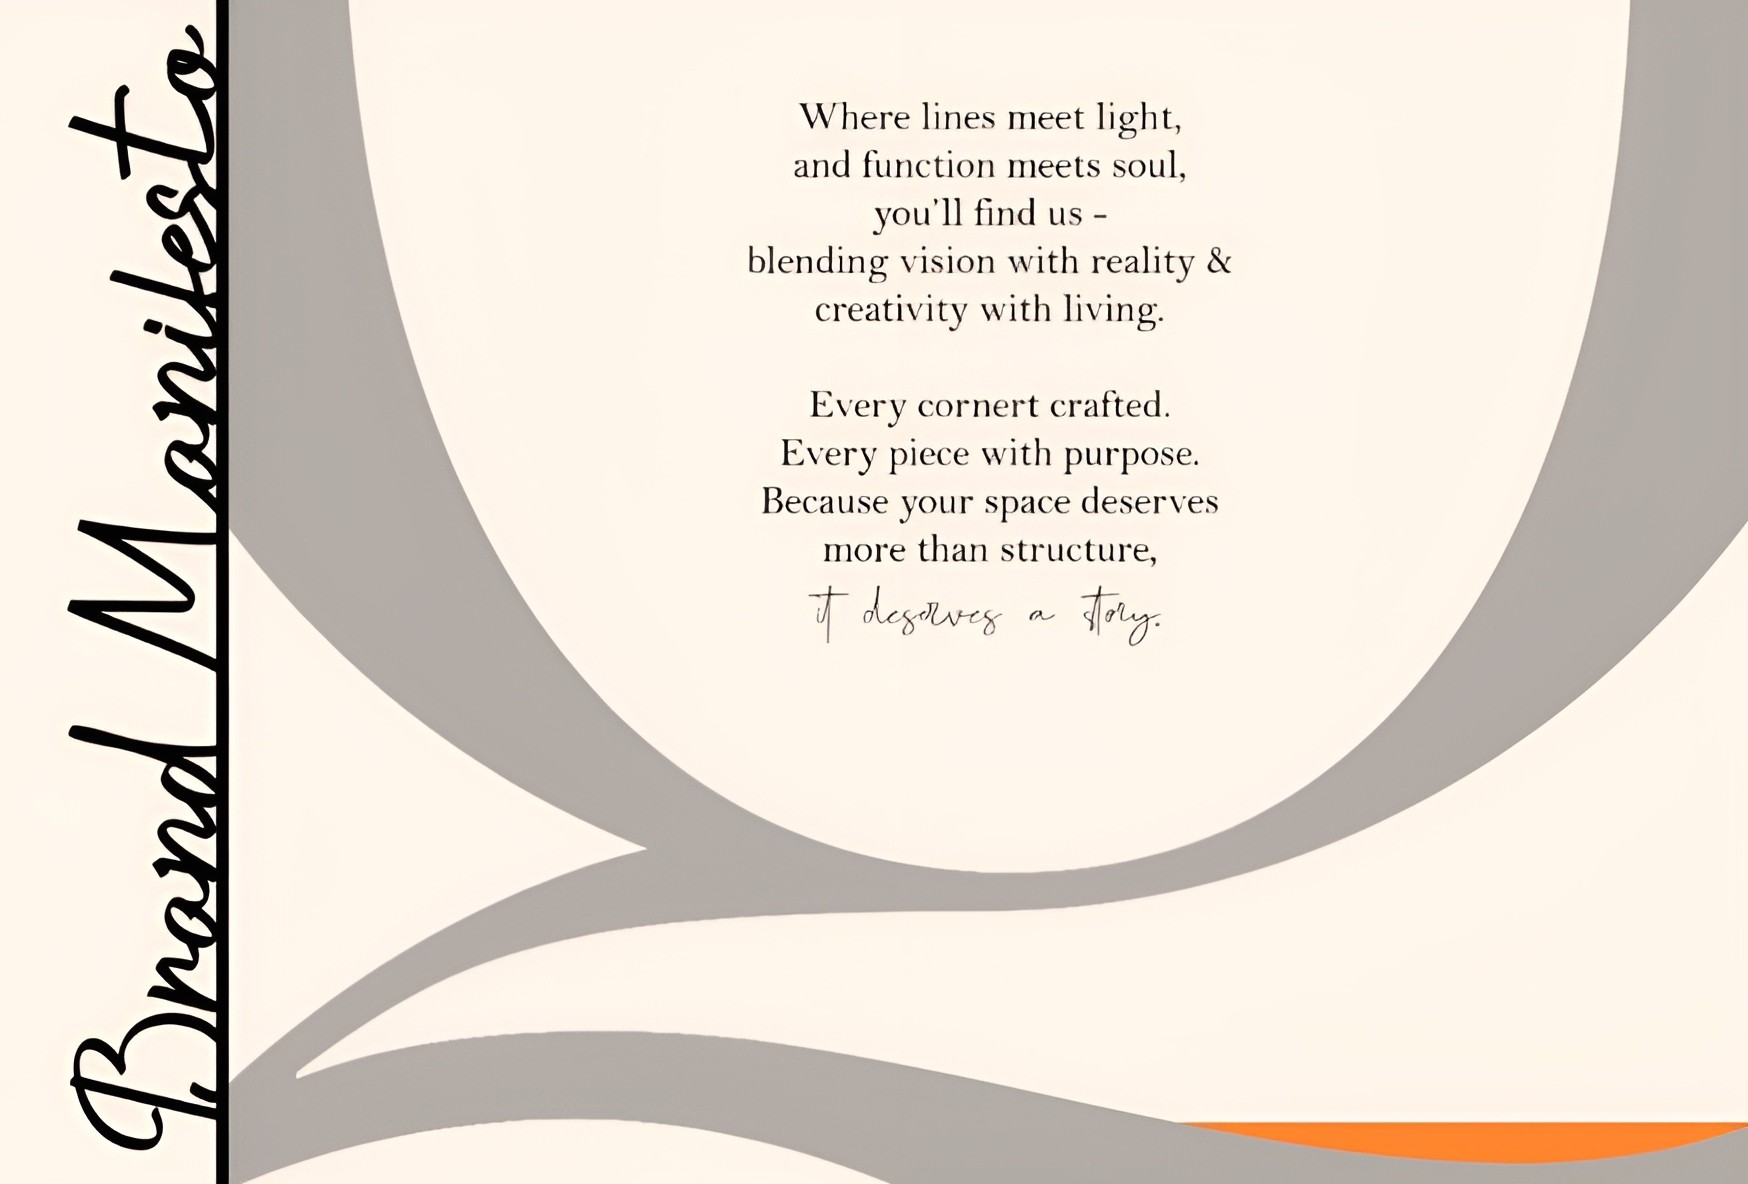 Brand Manifesto
Where lines meet light,
and function meets soul,
you'll find us –
blending vision with reality &
creativity with living.
Every cornert crafted.
Every piece with purpose.
Because your space deserves
more than structure,
it deserves a story.